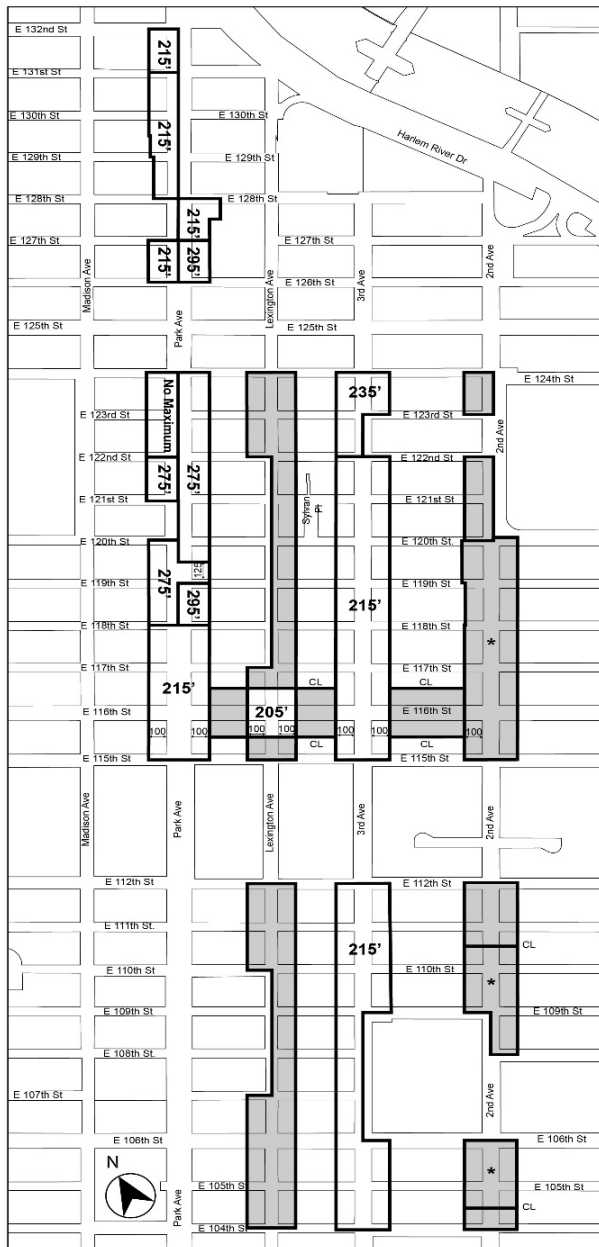 E 132nd St
215'
E 131st St
E 130th St
E 130th St
215'
Harlem River Dr
E 129th St
E 129th St
E 128th St
E 128th St
215'
E 127th St
E 127th St
215'
295'
Madison Ave
Park Ave
Lexington Ave
3rd Ave
2nd Ave
E 126th St
E 125th St
E 125th St
E 124th St
No Maximum
235'
E 123rd St
E 123rd St
2nd Ave
E 122nd St
E 122nd St
275'
275'
E 121st St
E 121st St
Sylvan Pl
E 120th St
E 120th St.
125
E 119th St
275'
295'
215'
E 119th St
E 118th St
E 118th St
*
E 117th St
E 117th St
215'
CL
CL
205'
E 116th St
E 116th St
100
100
100
100
100
100
100
CL
CL
E 115th St
E 115th St
Madison Ave
Park Ave
Lexington Ave
3rd Ave
2nd Ave
E 112th St
E 112th St
E 111th St.
215'
CL
E 110th St
E 110th St
*
E 109th St
E 109th St
E 108th St.
E 107th St
2nd Ave
E 106th St
E 106th St
N
*
E 105th St
E 105th St
Park Ave
CL
E 104th St